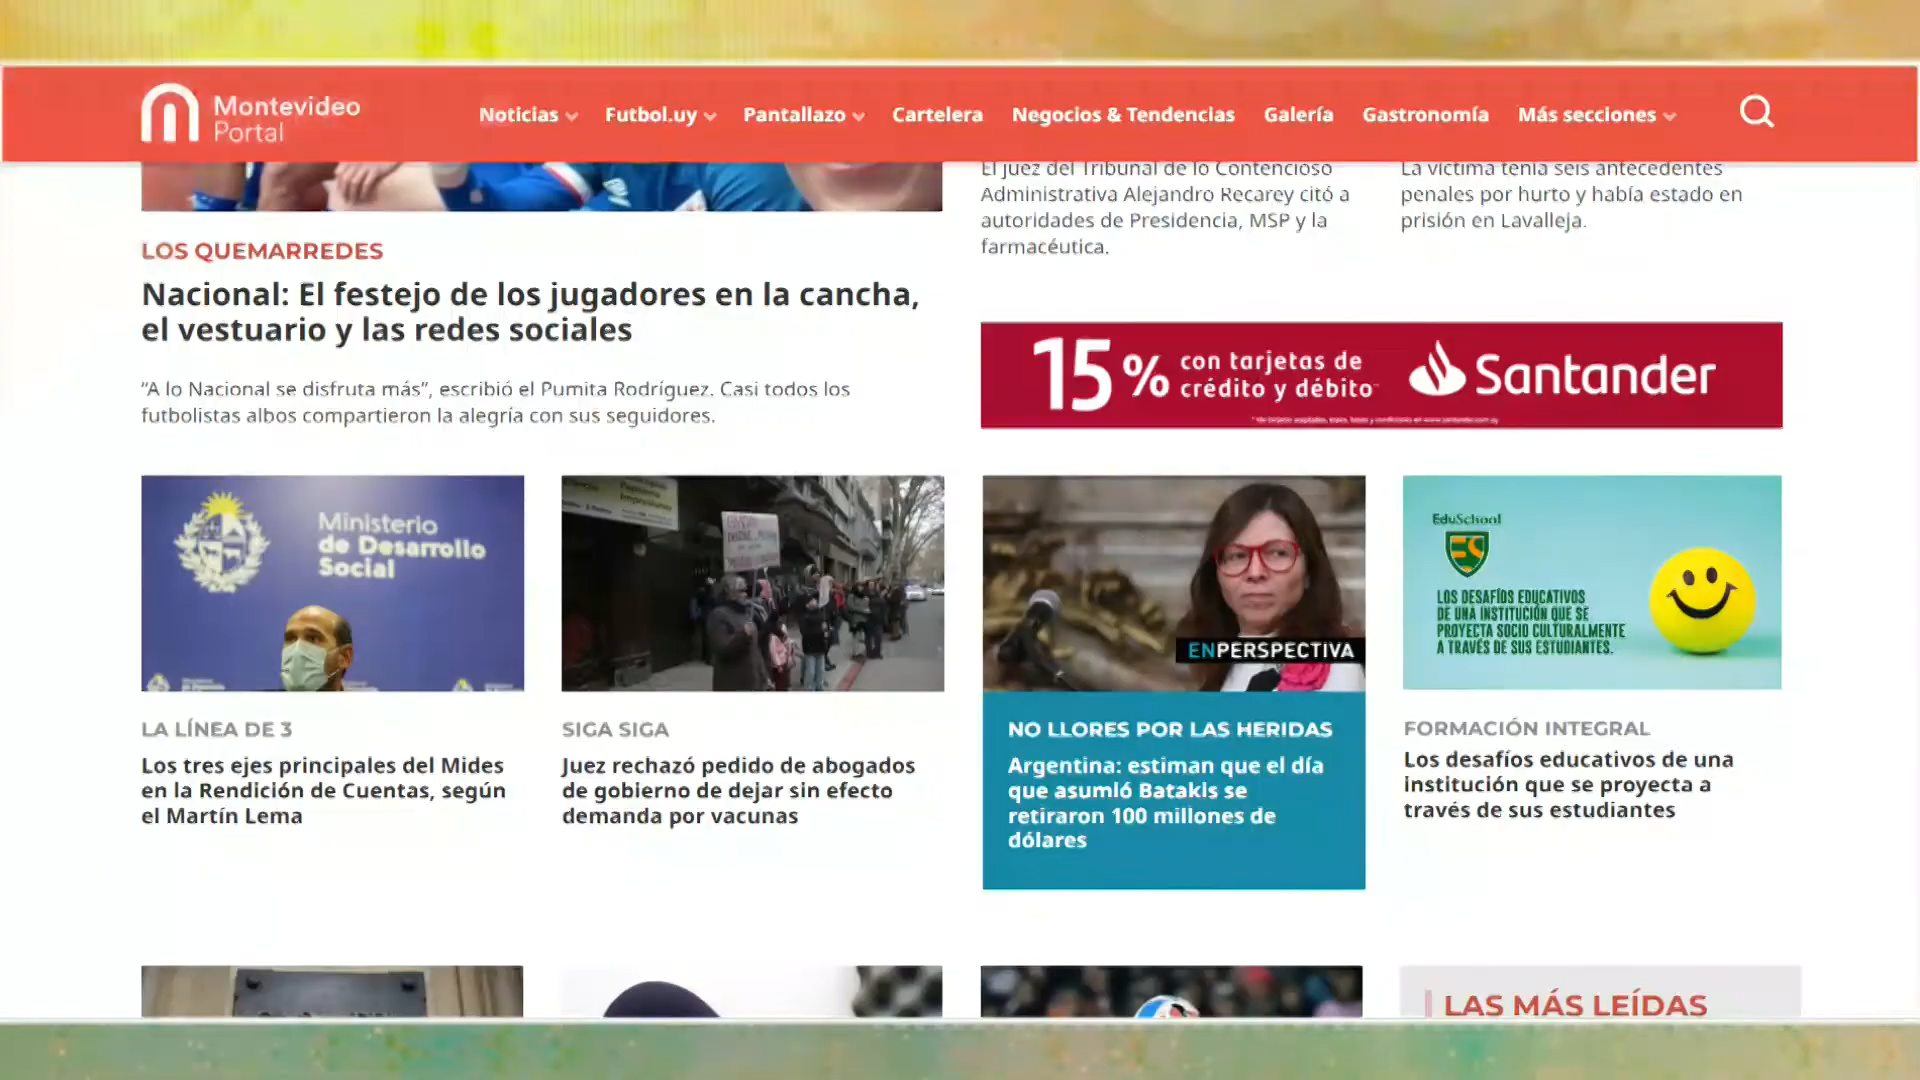 Montevideo
Portal
Noticias
Futbol.uy
Pantallazo
Cartelera
Negocios & Tendencias
Galería
Gastronomía
Más secciones
El juez del Tribunal de lo Contencioso
Administrativa Alejandro Recarey citó a
autoridades de Presidencia, MSP y la
farmacéutica.
La víctima tenía seis antecedentes
penales por hurto y había estado en
prisión en Lavalleja.
LOS QUEMARREDES
Nacional: El festejo de los jugadores en la cancha,
el vestuario y las redes sociales
“A lo Nacional se disfruta más”, escribió el Pumita Rodríguez. Casi todos los
futbolistas albos compartieron la alegría con sus seguidores.
15% con tarjetas de
crédito y débito
Santander
Ministerio
de Desarrollo
Social
LA LÍNEA DE 3
Los tres ejes principales del Mides
en la Rendición de Cuentas, según
el Martín Lema
SIGA SIGA
Juez rechazó pedido de abogados
de gobierno de dejar sin efecto
demanda por vacunas
ENPERSPECTIVA
NO LLORES POR LAS HERIDAS
Argentina: estiman que el día
que asumió Batakis se
retiraron 100 millones de
dólares
EduSchool
ES
LOS DESAFÍOS EDUCATIVOS
DE UNA INSTITUCIÓN QUE SE
PROYECTA SOCIO CULTURALMENTE
A TRAVÉS DE SUS ESTUDIANTES.
FORMACIÓN INTEGRAL
Los desafíos educativos de una
institución que se proyecta a
través de sus estudiantes
LAS MÁS LEÍDAS